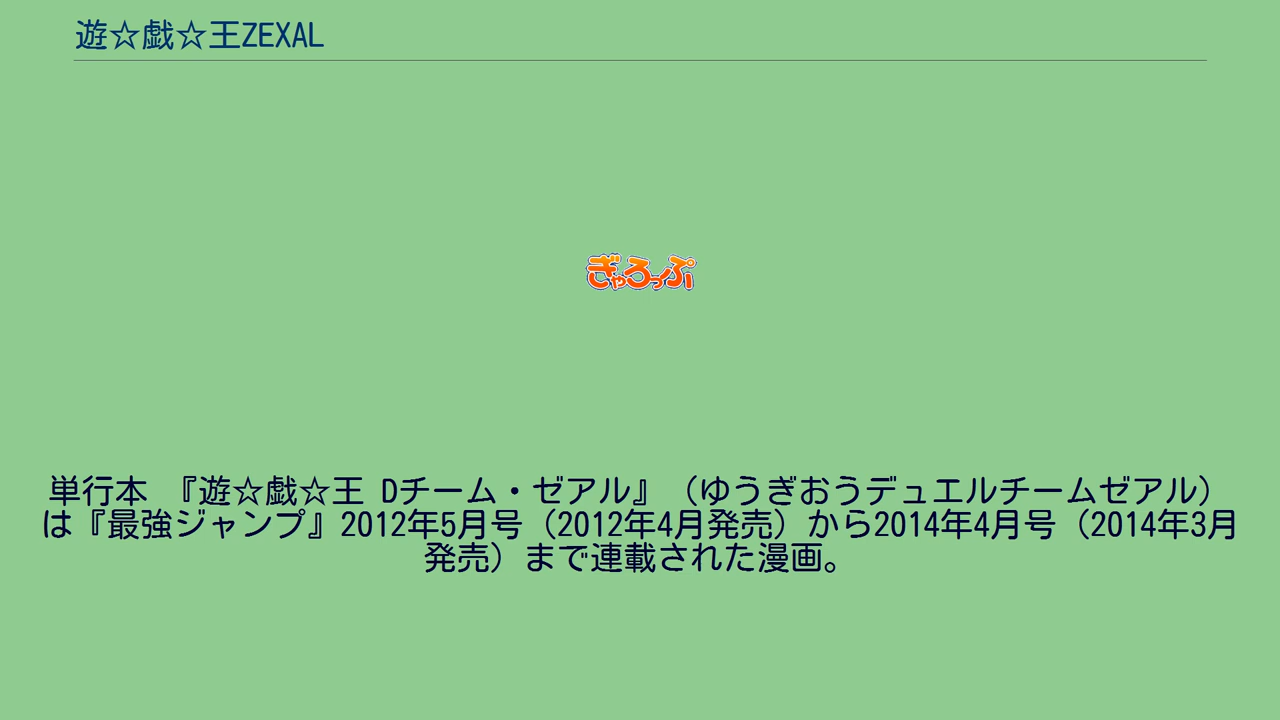 遊☆戯☆王ZEXAL
ぎゃろっぷ
単行本 『遊☆戯☆王 Dチーム・ゼアル』（ゆうぎおうデュエルチームゼアル）
は『最強ジャンプ』2012年5月号（2012年4月発売）から2014年4月号（2014年3月
発売）まで連載された漫画。